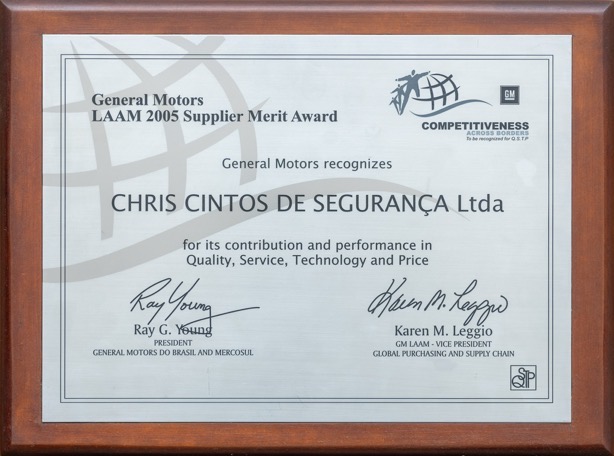 General Motors
LAAM 2005 Supplier Merit Award
GM
COMPETITIVENESS
ACROSS BORDERS
To be recognized for Q.S.T.P
General Motors recognizes
CHRIS CINTOS DE SEGURANÇA Ltda
for its contribution and performance in
Quality, Service, Technology and Price
Ray Young
Karen M. Leggio
Ray G. Young
Karen M. Leggio
PRESIDENT
GM LAAM - VICE PRESIDENT
GENERAL MOTORS DO BRASIL AND MERCOSUL
GLOBAL PURCHASING AND SUPPLY CHAIN
QSTP